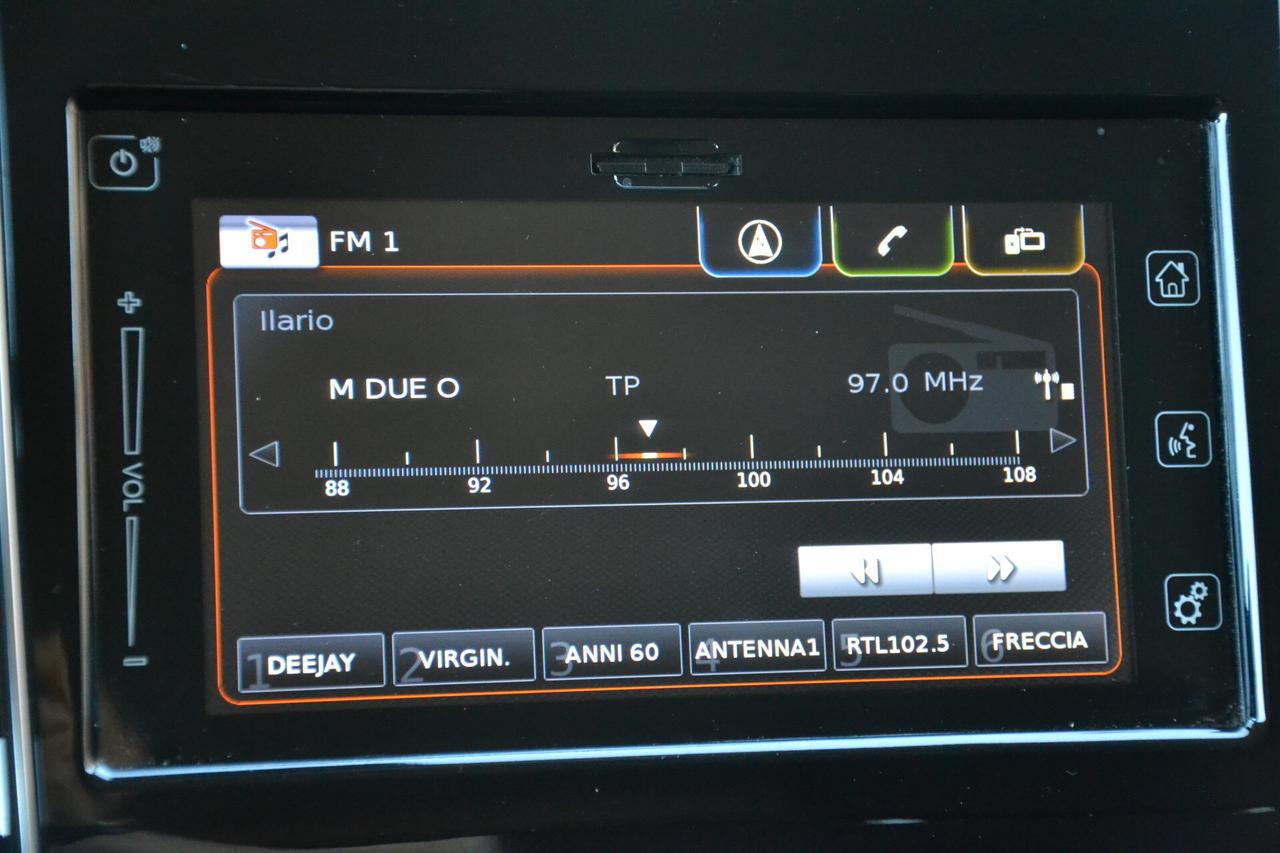 FM 1
Ilario
M DUE O TP 97.0 MHz
88 92 96 100 104 108
VOL
1 DEEJAY 2 VIRGIN. 3 ANNI 60 4 ANTENNA1 5 RTL102.5 6 FRECCIA